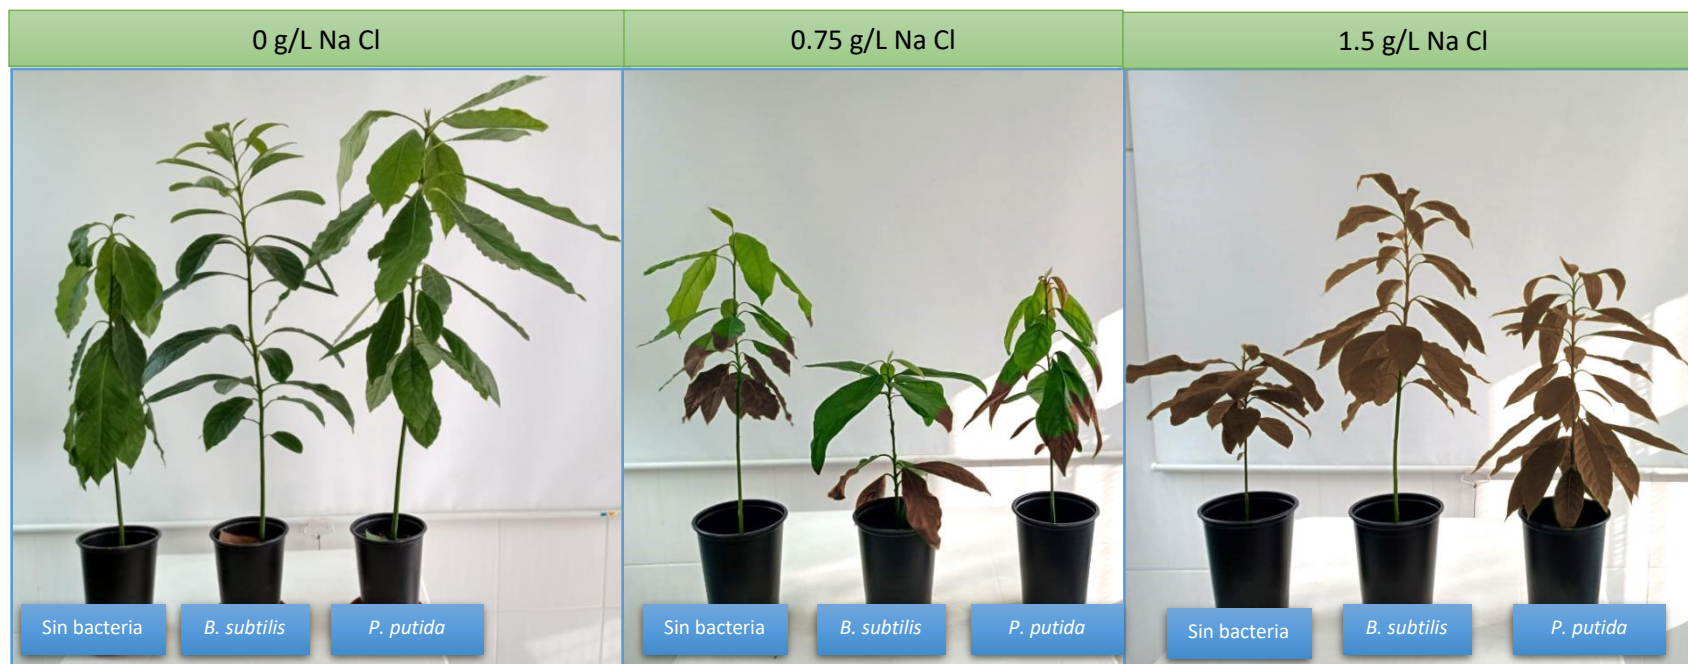 0 g/L Na Cl
0.75 g/L Na Cl
1.5 g/L Na Cl
Sin bacteria
B. subtilis
P. putida
Sin bacteria
B. subtilis
P. putida
Sin bacteria
B. subtilis
P. putida